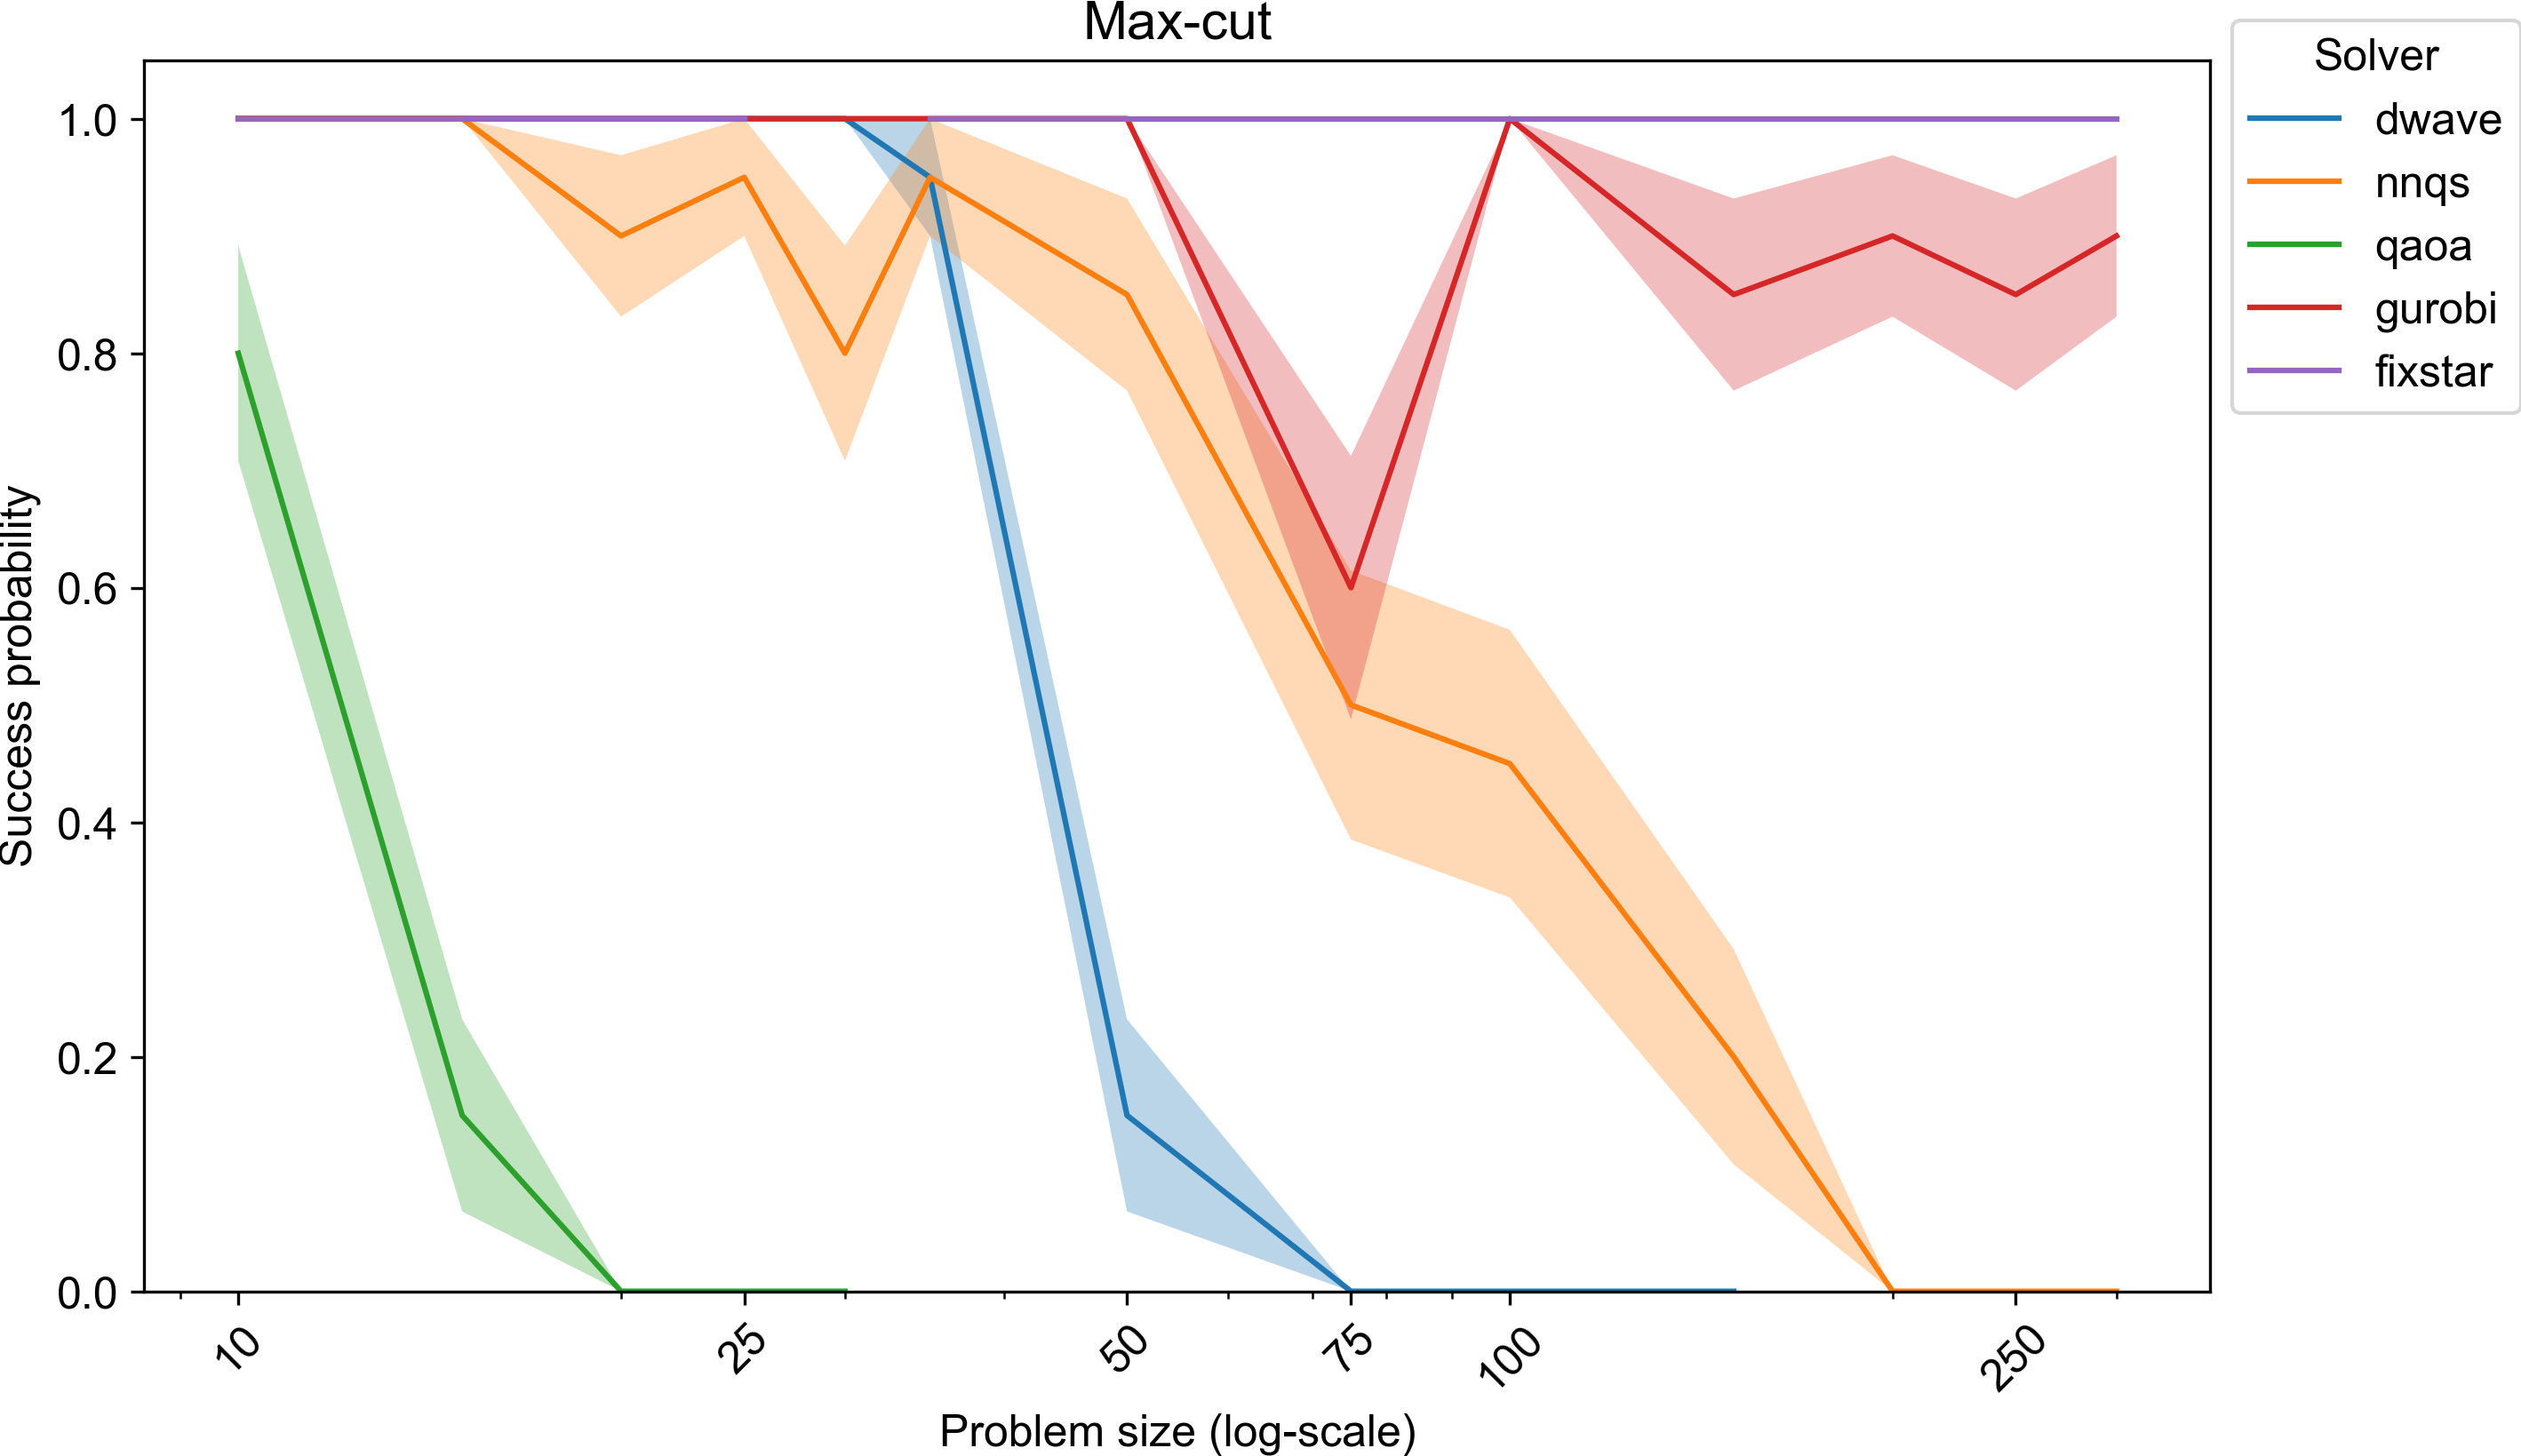 Max-cut
Solver
dwave
nnqs
qaoa
gurobi
fixstar
Success probability
1.0
0.8
0.6
0.4
0.2
0.0
10
25
50
75
100
250
Problem size (log-scale)